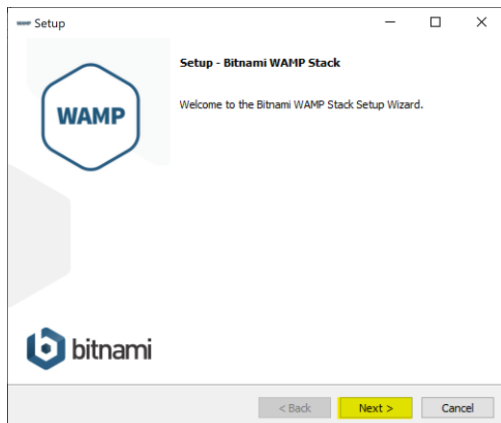 Setup
Setup - Bitnami WAMP Stack
Welcome to the Bitnami WAMP Stack Setup Wizard.
WAMP
bitnami
< Back
Next >
Cancel